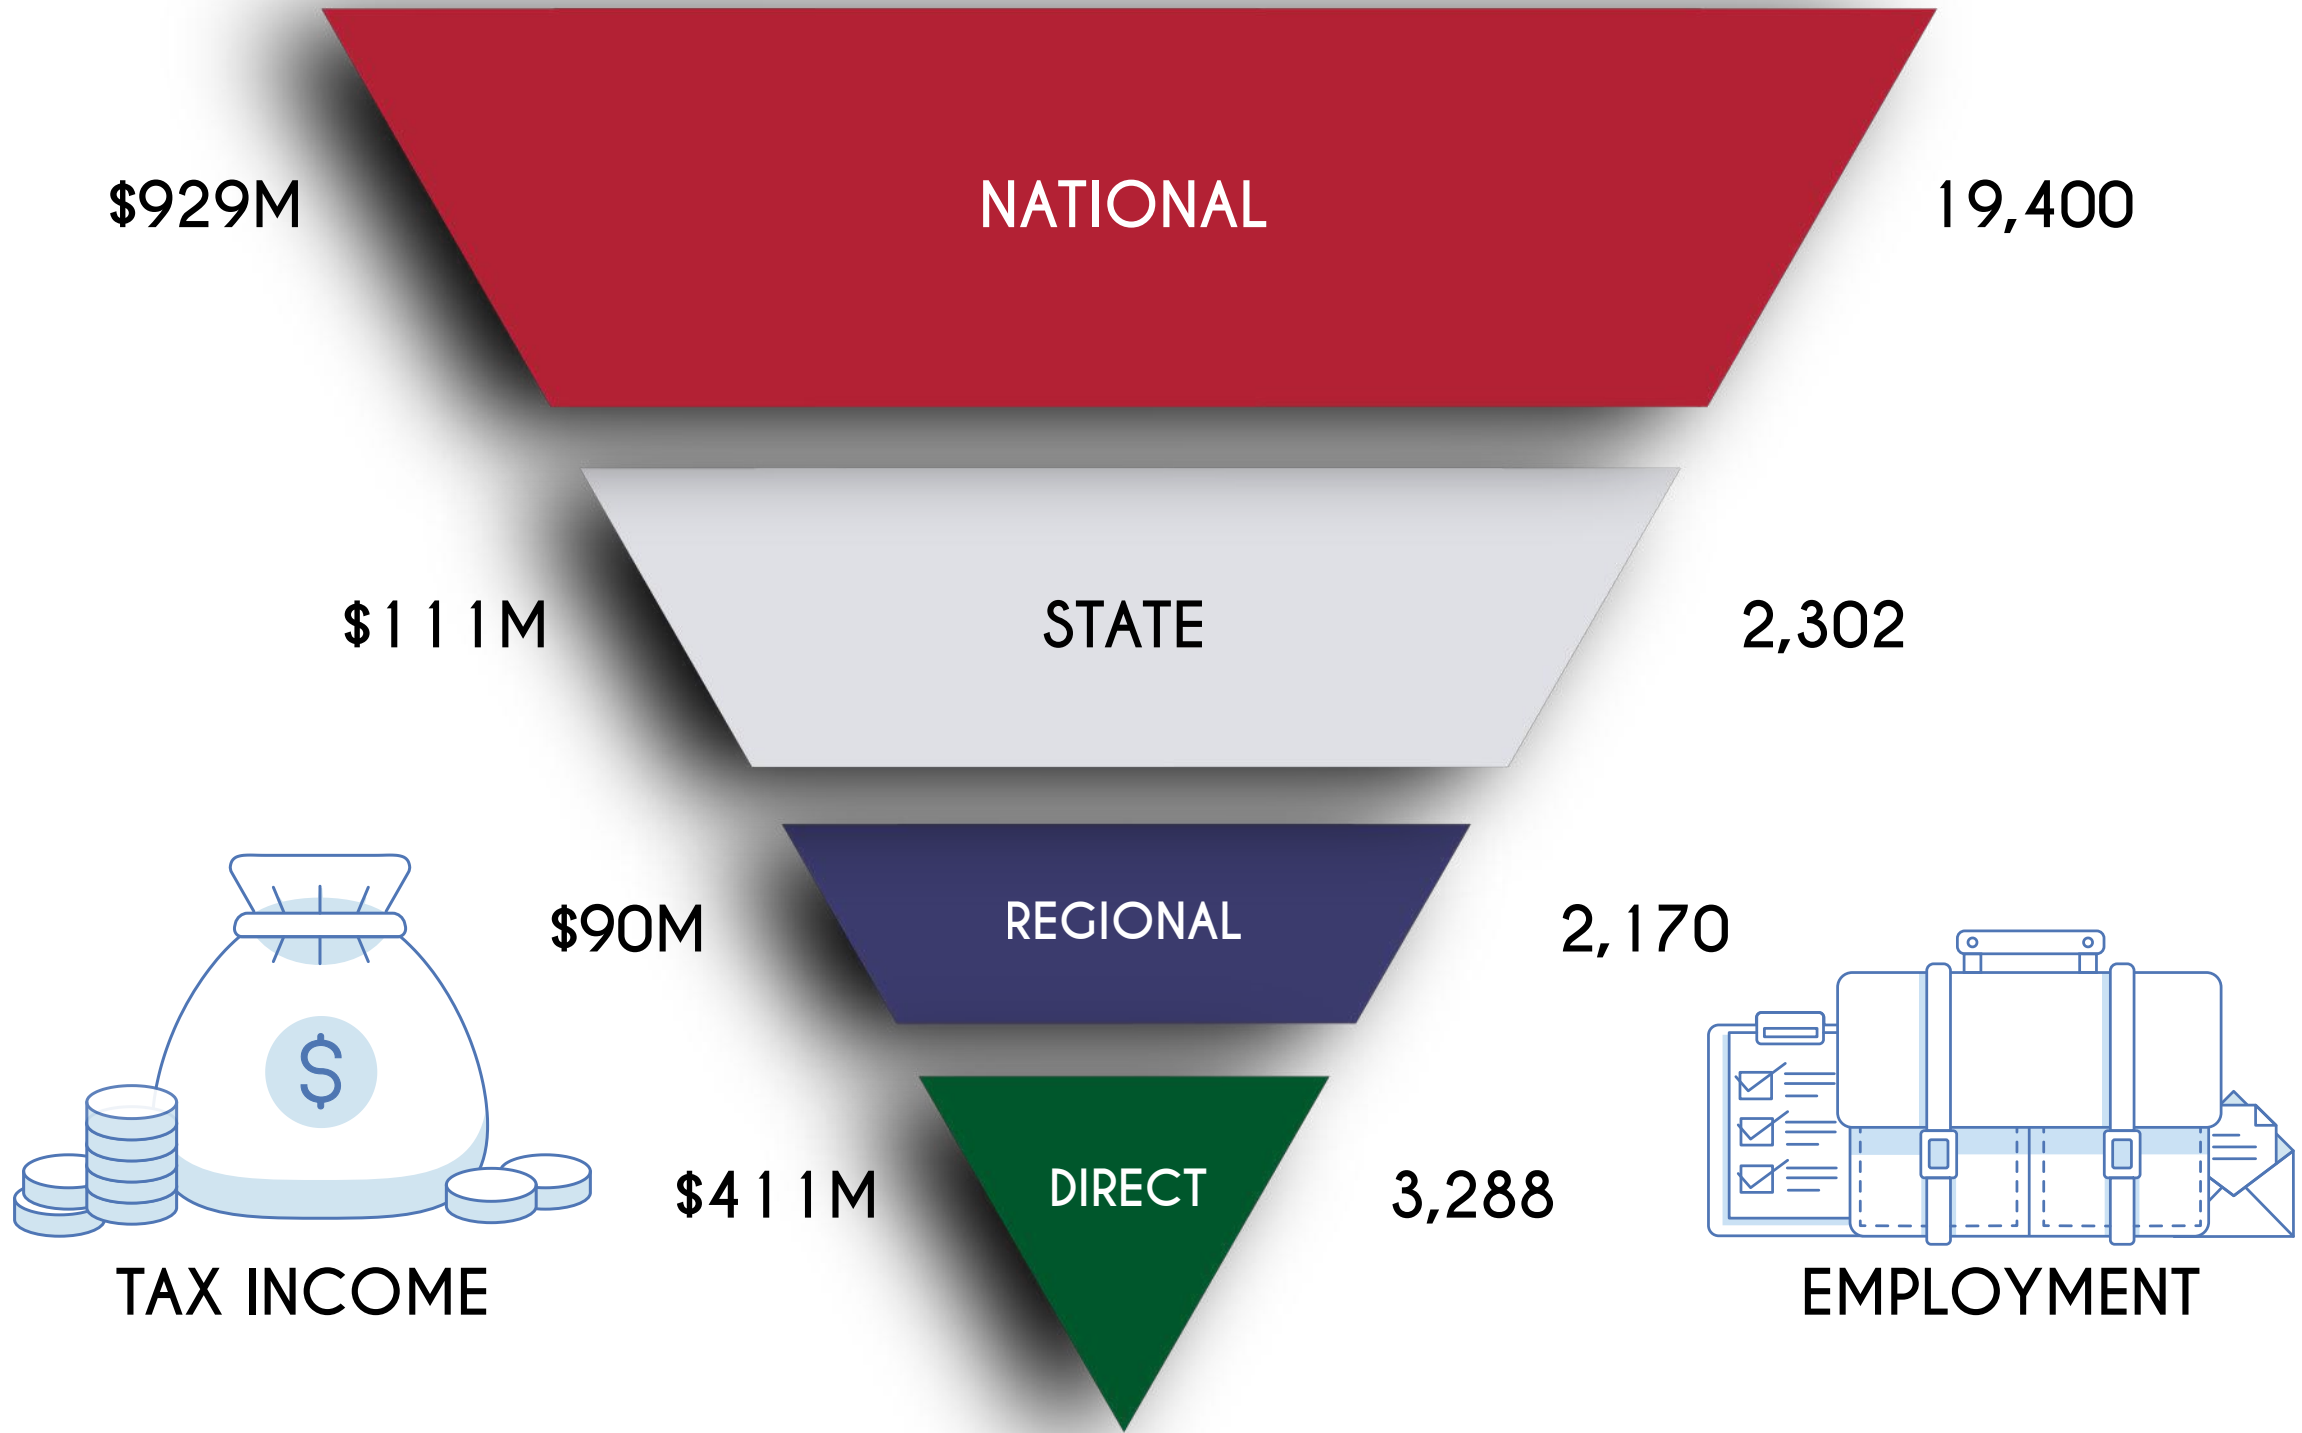 $929M NATIONAL 19,400
$111M STATE 2,302
$90M REGIONAL 2,170
$
$411M DIRECT 3,288
TAX INCOME EMPLOYMENT